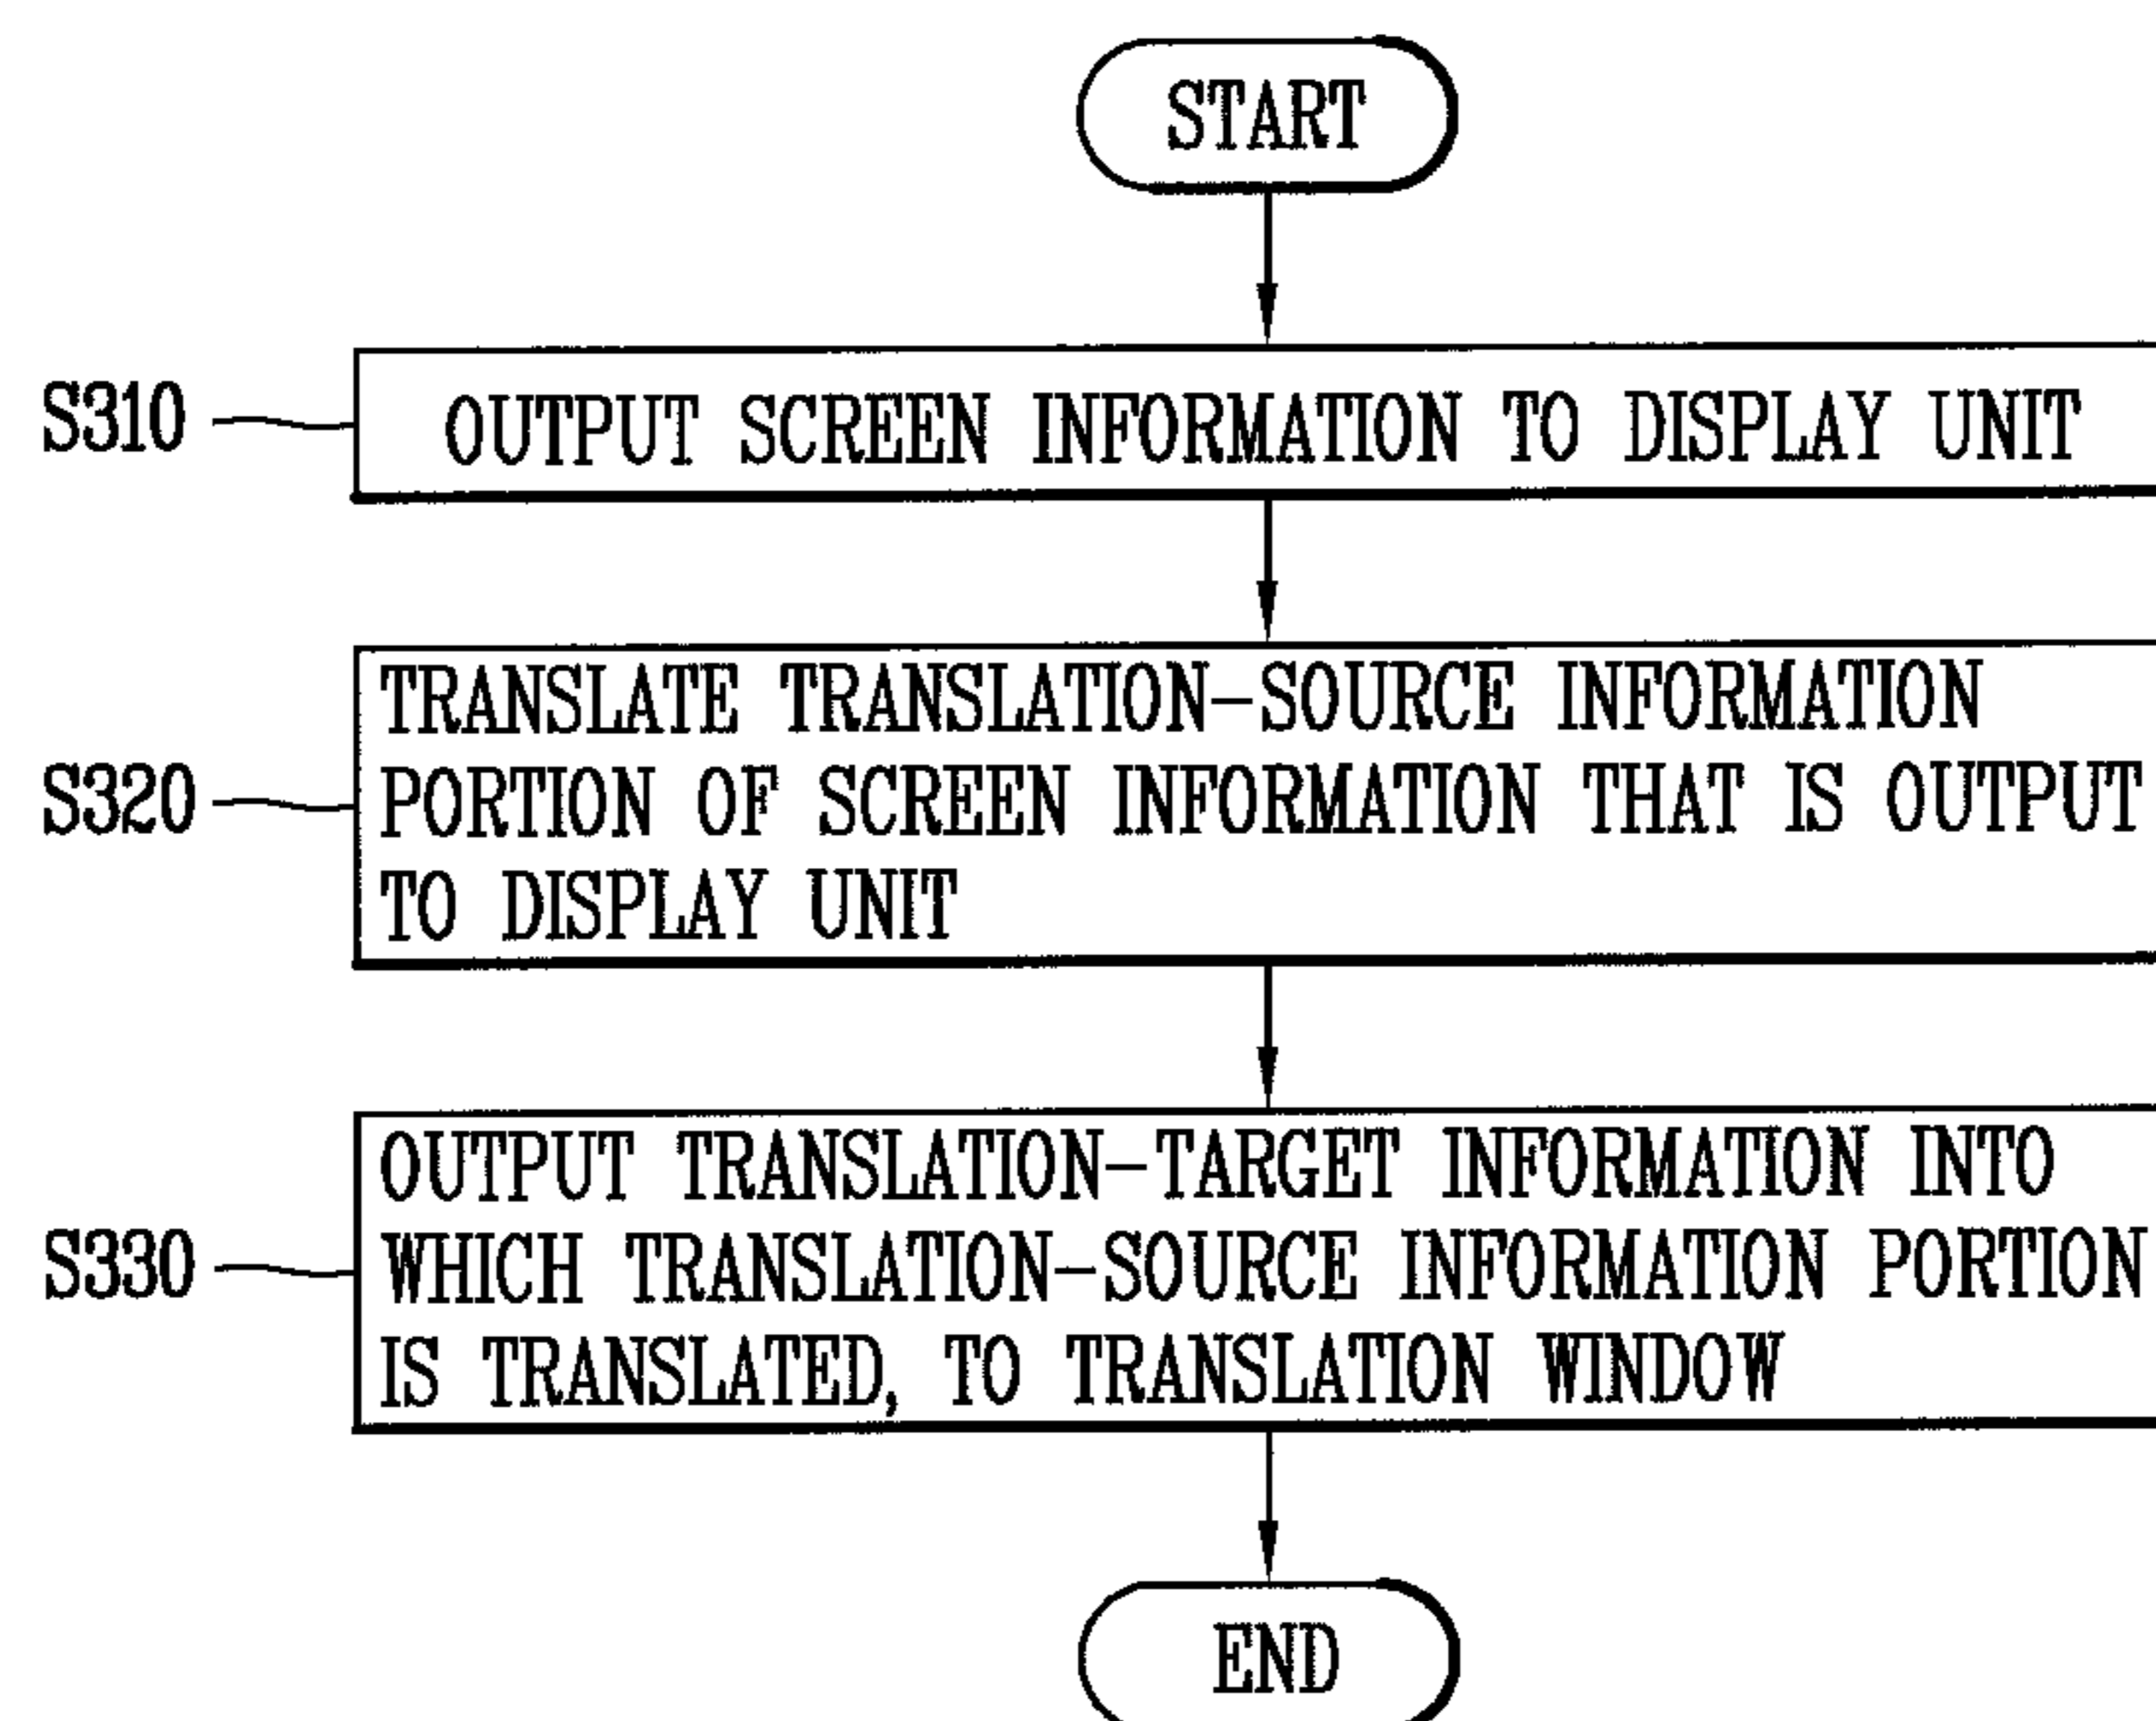 START
S310
OUTPUT SCREEN INFORMATION TO DISPLAY UNIT
S320
TRANSLATE TRANSLATION-SOURCE INFORMATION
PORTION OF SCREEN INFORMATION THAT IS OUTPUT
TO DISPLAY UNIT
S330
OUTPUT TRANSLATION-TARGET INFORMATION INTO
WHICH TRANSLATION-SOURCE INFORMATION PORTION
IS TRANSLATED, TO TRANSLATION WINDOW
END